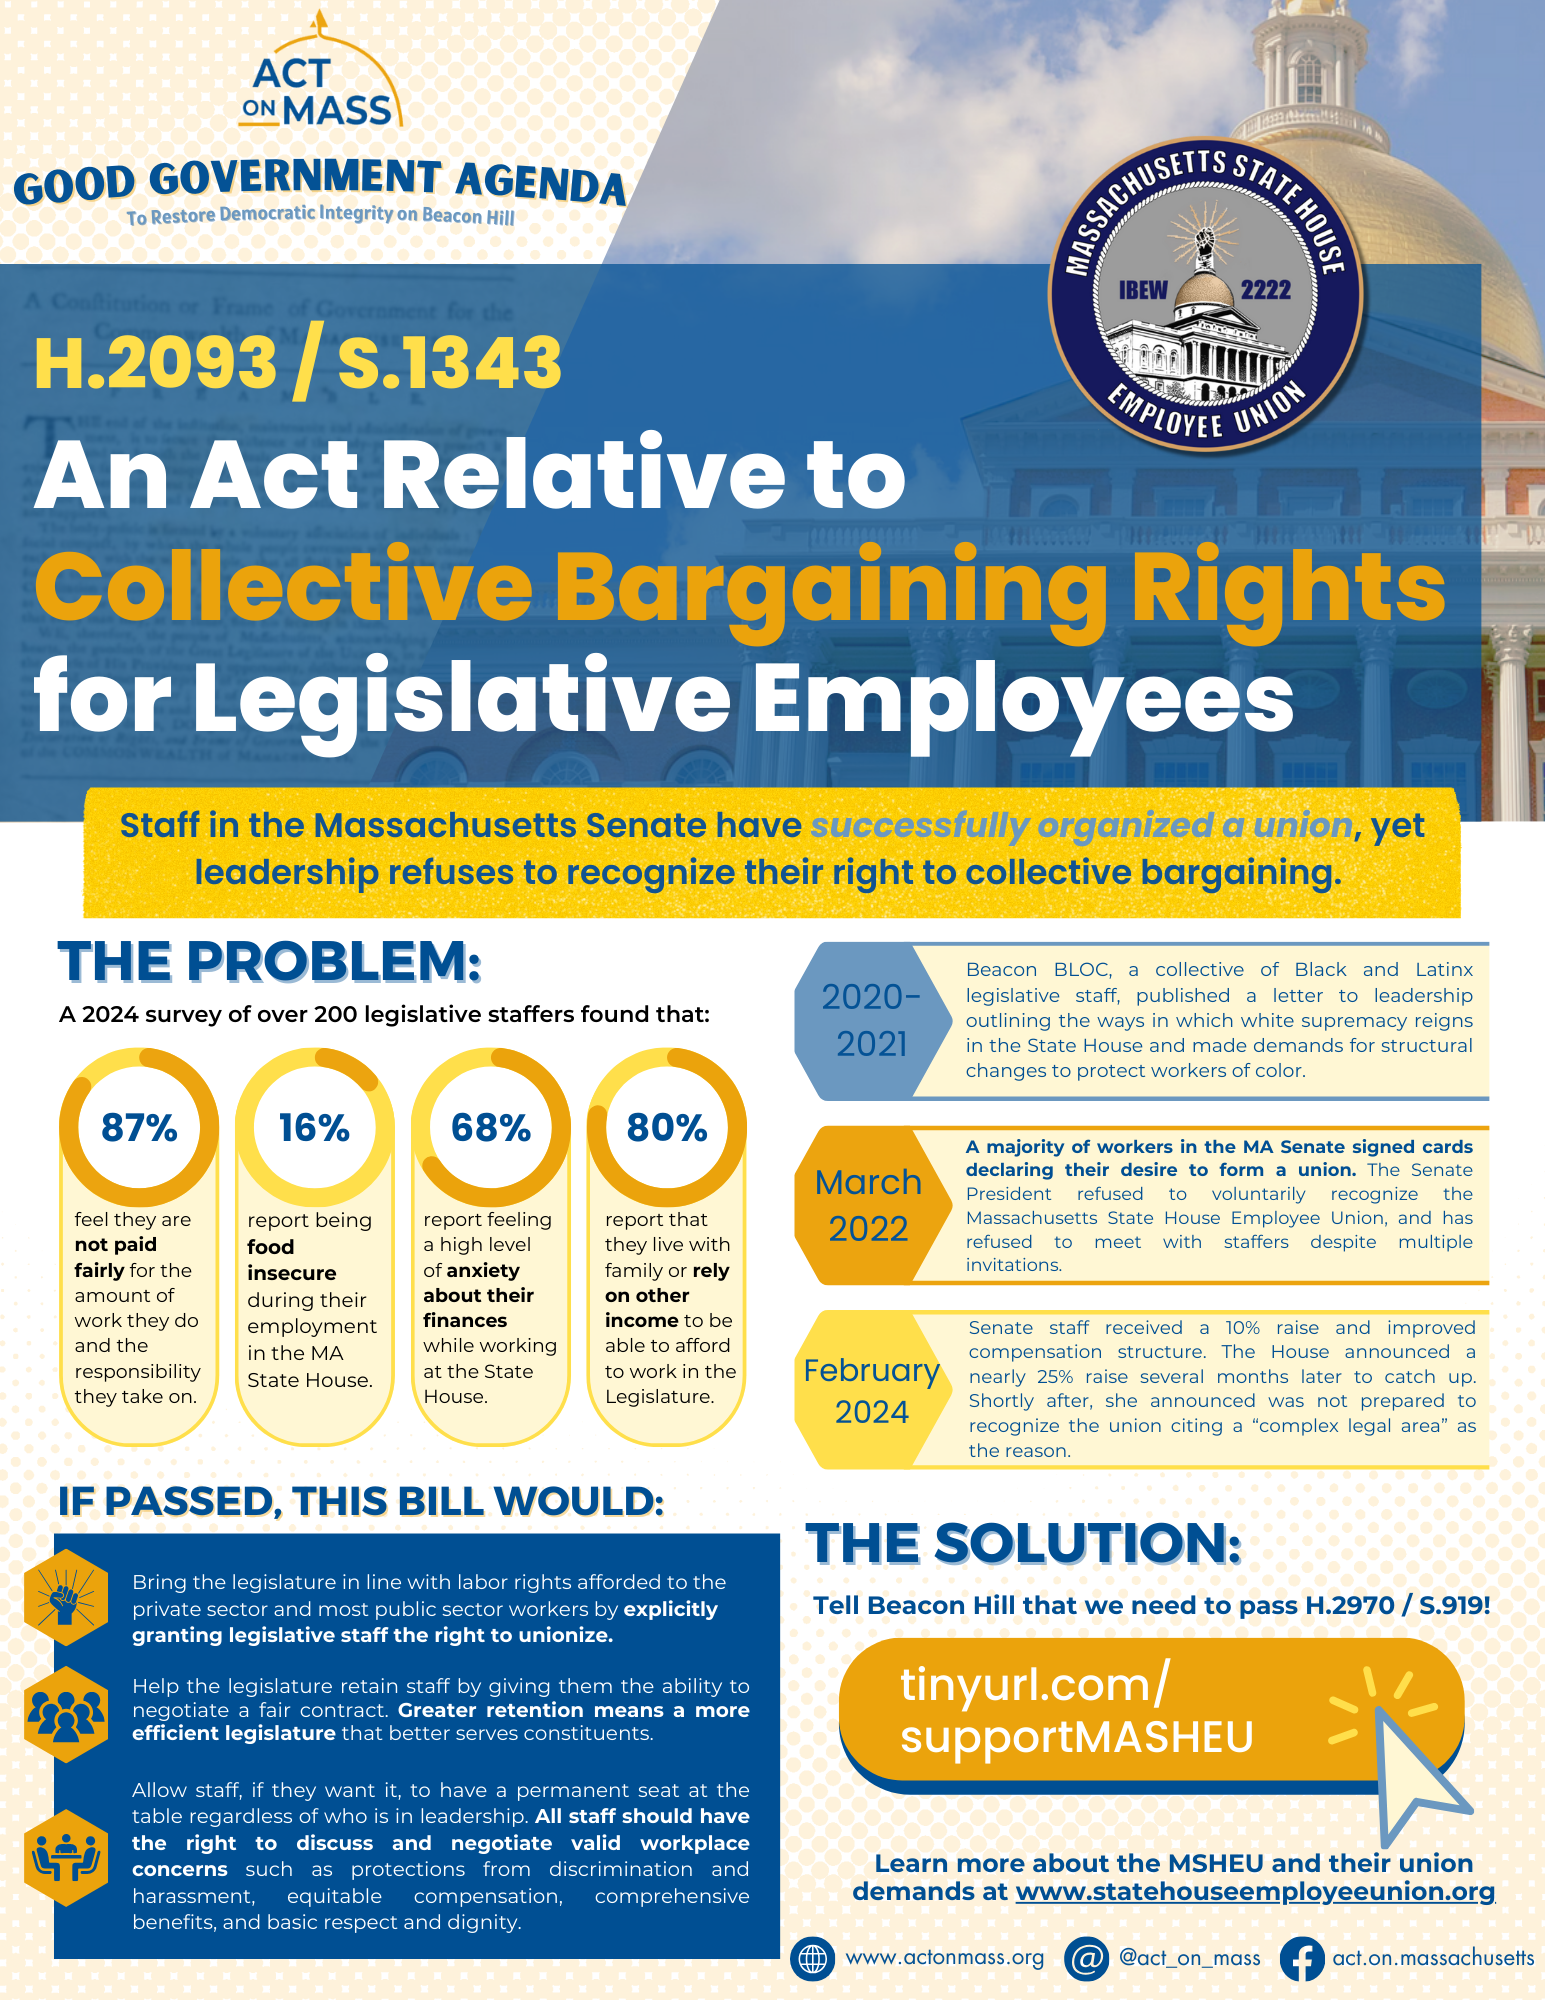 ACT
ON MASS
GOOD GOVERNMENT AGENDA
To Restore Democratic Integrity on Beacon Hill
MASSACHUSETTS STATE HOUSE
IBEW 2222
EMPLOYEE UNION
A Constitution or Frame of Government for the
H.2093 / S.1343
An Act Relative to
Collective Bargaining Rights
for Legislative Employees
Staff in the Massachusetts Senate have successfully organized a union, yet
leadership refuses to recognize their right to collective bargaining.
THE PROBLEM:
A 2024 survey of over 200 legislative staffers found that:
87%
feel they are
not paid
fairly for the
amount of
work they do
and the
responsibility
they take on.
16%
report being
food
insecure
during their
employment
in the MA
State House.
68%
report feeling
a high level
of anxiety
about their
finances
while working
at the State
House.
80%
report that
they live with
family or rely
on other
income to be
able to afford
to work in the
Legislature.
2020-
2021
Beacon BLOC, a collective of Black and Latinx
legislative staff, published a letter to leadership
outlining the ways in which white supremacy reigns
in the State House and made demands for structural
changes to protect workers of color.
March
2022
A majority of workers in the MA Senate signed cards
declaring their desire to form a union. The Senate
President refused to voluntarily recognize the
Massachusetts State House Employee Union, and has
refused to meet with staffers despite multiple
invitations.
February
2024
Senate staff received a 10% raise and improved
compensation structure. The House announced a
nearly 25% raise several months later to catch up.
Shortly after, she announced was not prepared to
recognize the union citing a “complex legal area” as
the reason.
IF PASSED, THIS BILL WOULD:
Bring the legislature in line with labor rights afforded to the
private sector and most public sector workers by explicitly
granting legislative staff the right to unionize.
Help the legislature retain staff by giving them the ability to
negotiate a fair contract. Greater retention means a more
efficient legislature that better serves constituents.
Allow staff, if they want it, to have a permanent seat at the
table regardless of who is in leadership. All staff should have
the right to discuss and negotiate valid workplace
concerns such as protections from discrimination and
harassment, equitable compensation, comprehensive
benefits, and basic respect and dignity.
THE SOLUTION:
Tell Beacon Hill that we need to pass H.2970 / S.919!
tinyurl.com/
supportMASHEU
Learn more about the MSHEU and their union
demands at www.statehouseemployeeunion.org
www.actonmass.org
@act_on_mass
act.on.massachusetts